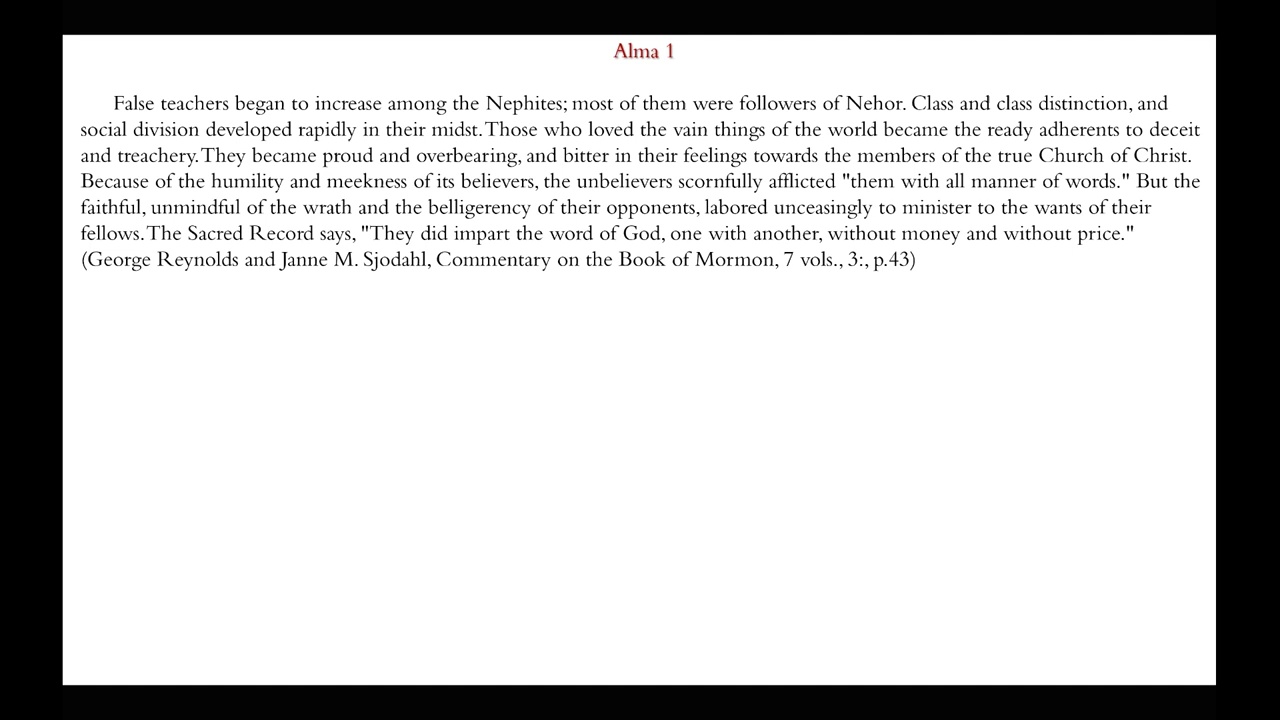 Alma 1
False teachers began to increase among the Nephites; most of them were followers of Nehor. Class and class distinction, and
social division developed rapidly in their midst. Those who loved the vain things of the world became the ready adherents to deceit
and treachery. They became proud and overbearing, and bitter in their feelings towards the members of the true Church of Christ.
Because of the humility and meekness of its believers, the unbelievers scornfully afflicted "them with all manner of words." But the
faithful, unmindful of the wrath and the belligerency of their opponents, labored unceasingly to minister to the wants of their
fellows. The Sacred Record says, "They did impart the word of God, one with another, without money and without price."
(George Reynolds and Janne M. Sjodahl, Commentary on the Book of Mormon, 7 vols., 3:, p.43)